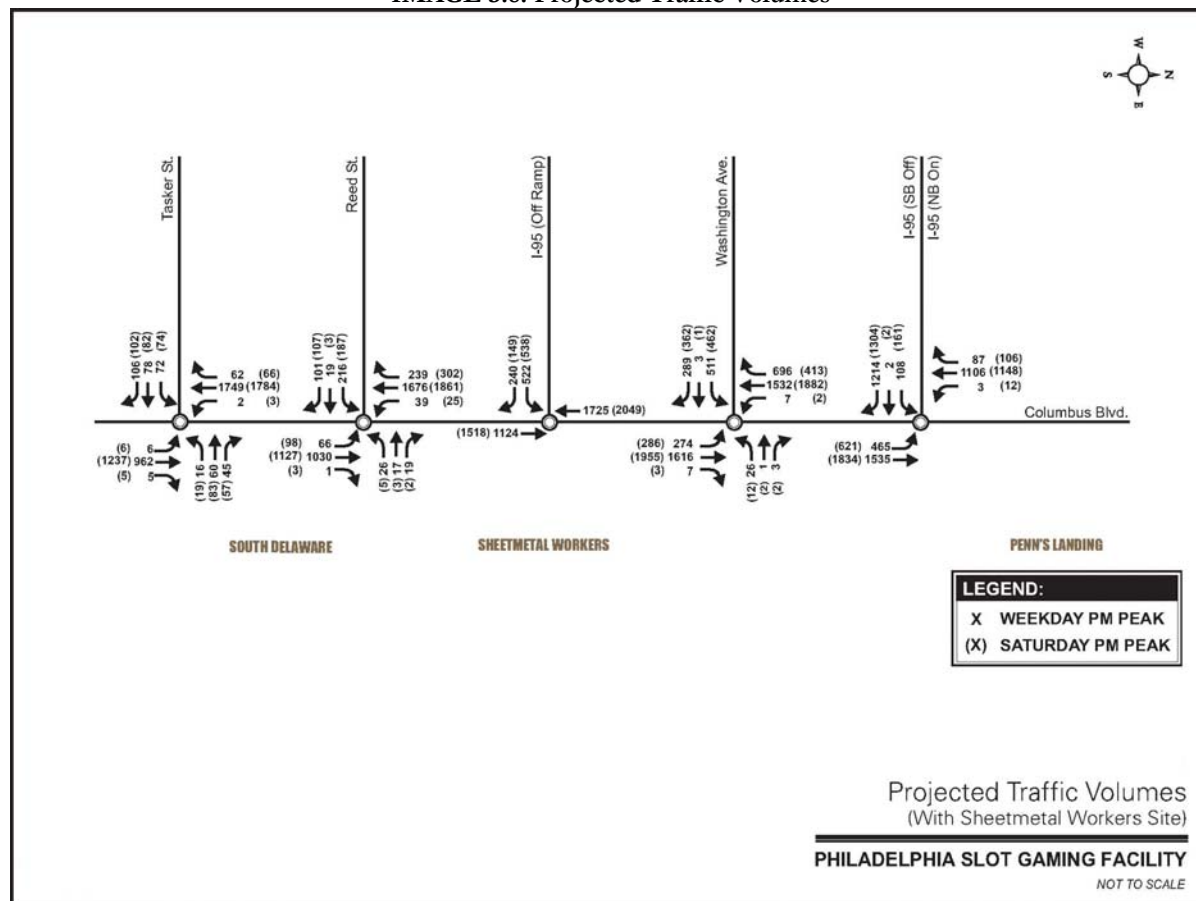 IMAGE 3.8. Projected Traffic Volumes
W
S N
E
Tasker St.
Reed St.
I-95 (Off Ramp)
Washington Ave.
I-95 (SB Off)
I-95 (NB On)
106 (102)
78 (82)
72 (74)
62 (66)
1749 (1784)
2 (3)
101 (107)
19 (3)
216 (187)
239 (302)
1676 (1861)
39 (25)
240 (149)
522 (538)
1725 (2049)
289 (362)
3 (1)
511 (462)
696 (413)
1532 (1882)
7 (2)
1214 (1304)
2 (2)
108 (161)
87 (106)
1106 (1148)
3 (12)
Columbus Blvd.
(6) 6
(1237) 962
(5) 5
(19) 16
(83) 60
(57) 45
(98) 66
(1127) 1030
(3) 1
(5) 26
(3) 17
(2) 19
(1518) 1124
(286) 274
(1955) 1616
(3) 7
(12) 26
(2) 1
(2) 3
(621) 465
(1834) 1535
SOUTH DELAWARE
SHEETMETAL WORKERS
PENN'S LANDING
LEGEND:
X WEEKDAY PM PEAK
(X) SATURDAY PM PEAK
Projected Traffic Volumes
(With Sheetmetal Workers Site)
PHILADELPHIA SLOT GAMING FACILITY
NOT TO SCALE